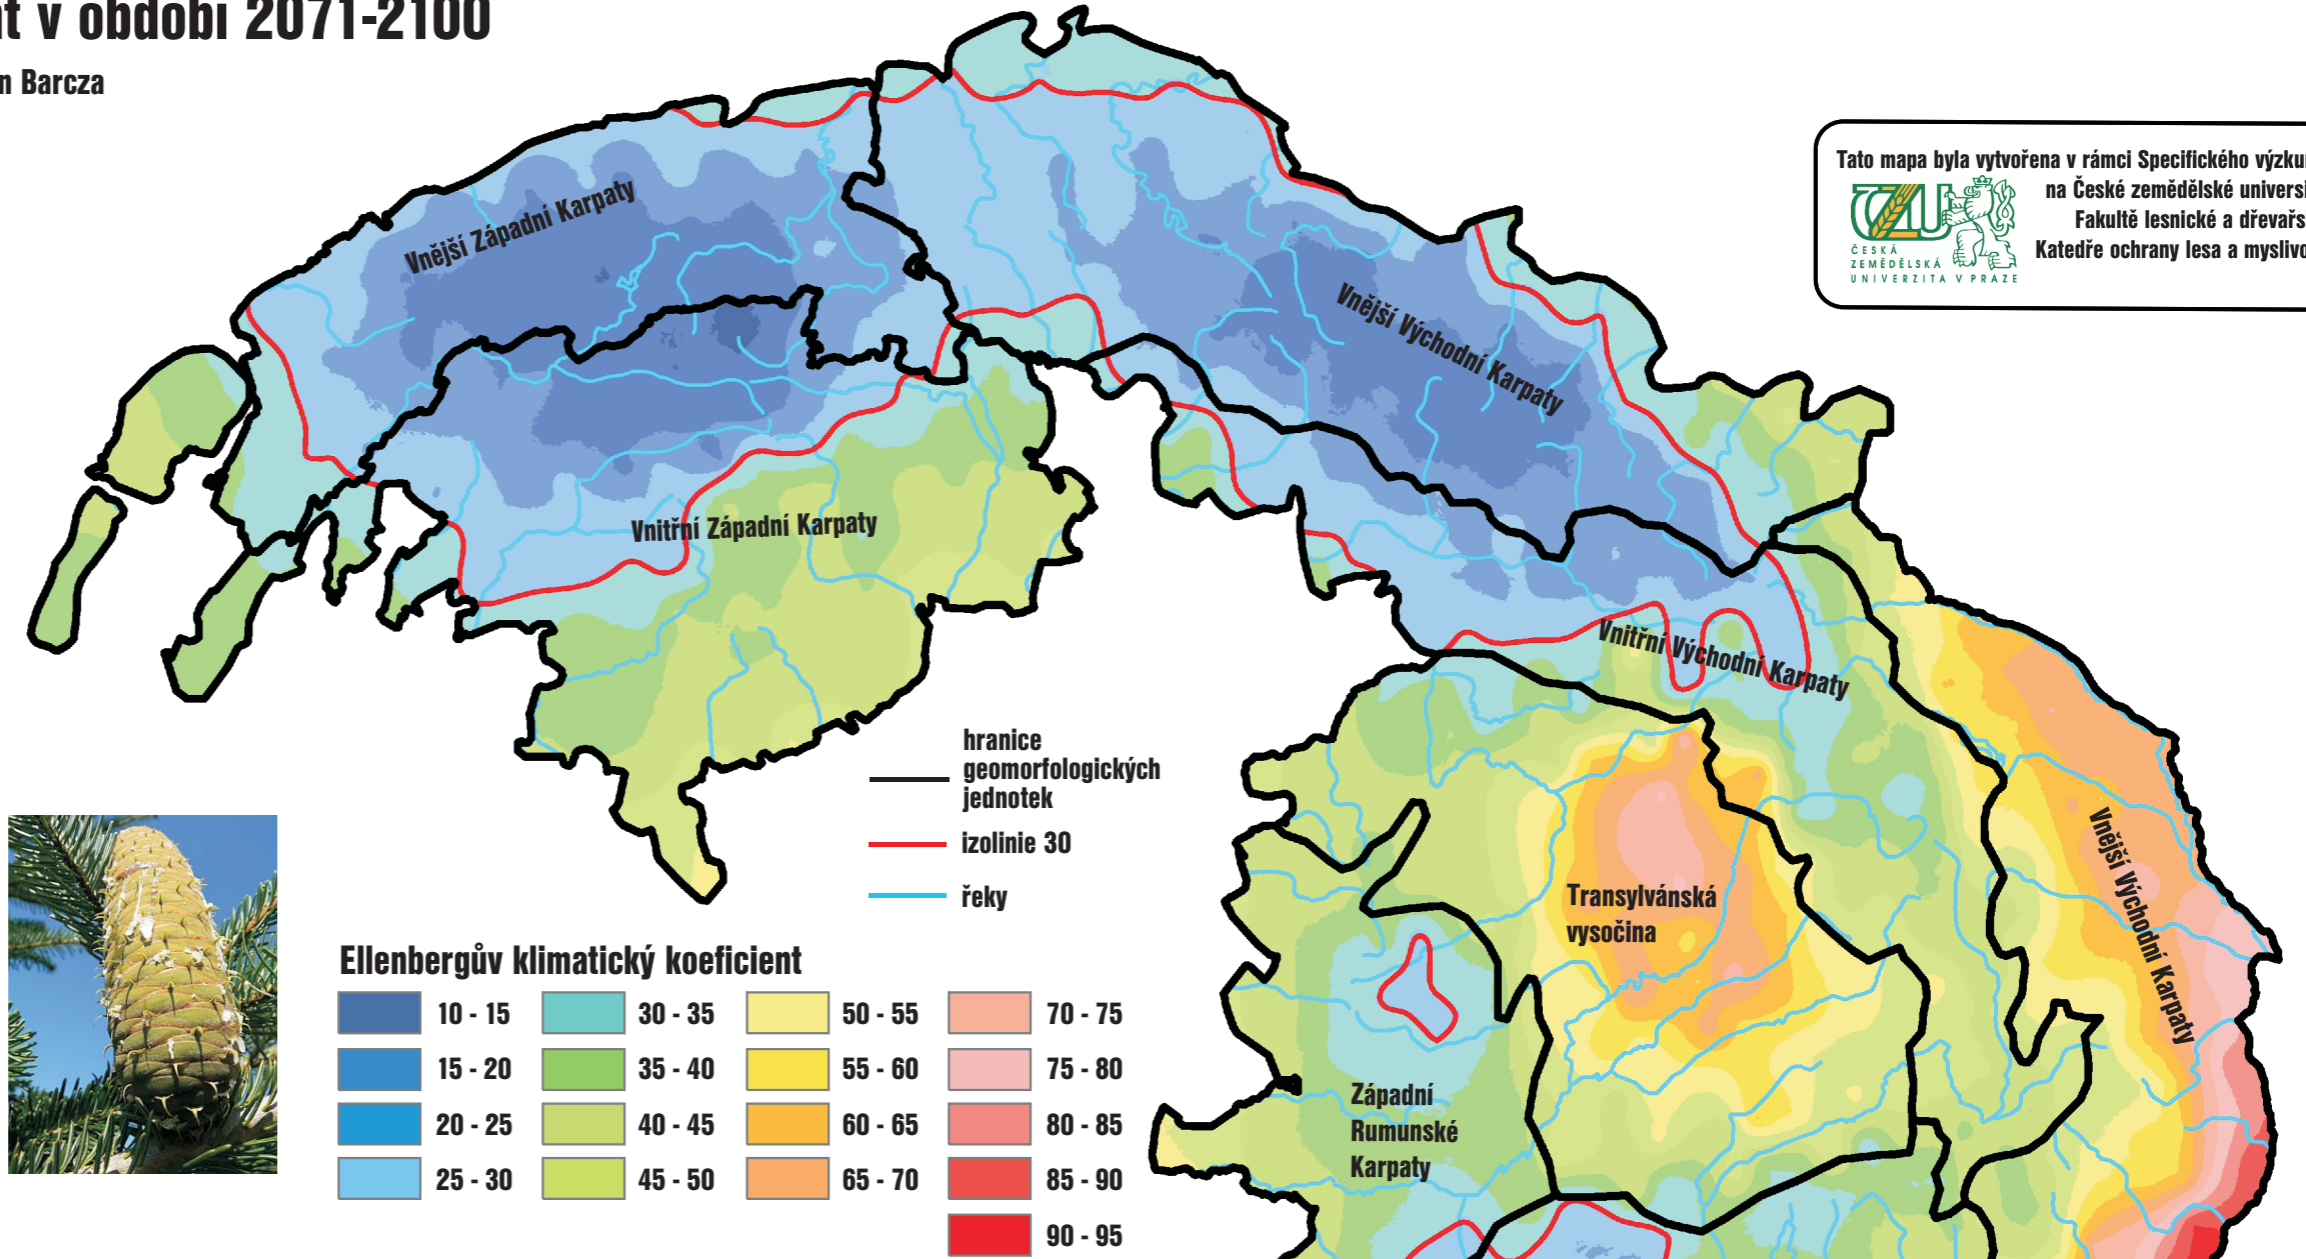 v období 2071-2100
Barcza
Tato mapa byla vytvořena v rámci Specifického
na České zemědělské
Fakultě lesnické a
Katedře ochrany lesa a
ČZU
ČESKÁ
ZEMĚDĚLSKÁ
UNIVERZITA V PRAZE
Vnější Západní Karpaty
Vnější Východní Karpaty
Vnitřní Západní Karpaty
Vnitřní Východní Karpaty
hranice
geomorfologických
jednotek
izolinie 30
řeky
Vnější Východní Karpaty
Transylvánská
vysočina
Západní
Rumunské
Karpaty
Ellenbergův klimatický koeficient
10 - 15
15 - 20
20 - 25
25 - 30
30 - 35
35 - 40
40 - 45
45 - 50
50 - 55
55 - 60
60 - 65
65 - 70
70 - 75
75 - 80
80 - 85
85 - 90
90 - 95